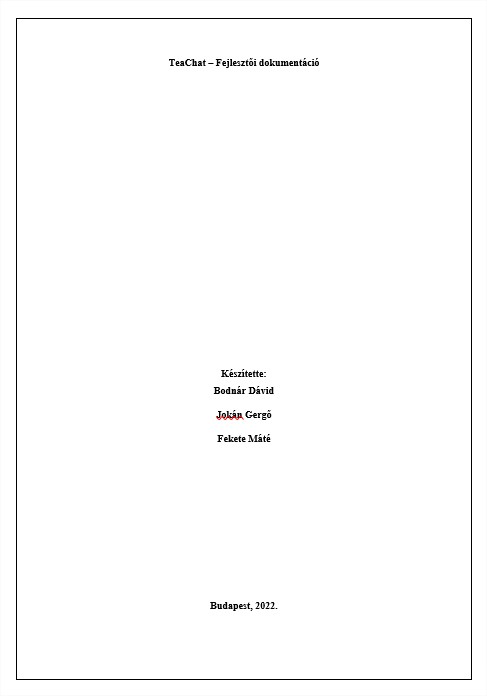 TeaChat – Fejlesztői dokumentáció
Készítette:
Bodnár Dávid
Jokán Gergő
Fekete Máté
Budapest, 2022.